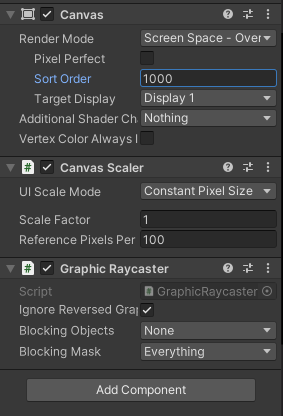 Canvas
Render Mode Screen Space - Over
Pixel Perfect
Sort Order 1000
Target Display Display 1
Additional Shader Ch Nothing
Vertex Color Always I
Canvas Scaler
UI Scale Mode Constant Pixel Size
Scale Factor 1
Reference Pixels Per 100
Graphic Raycaster
Script GraphicRaycaster
Ignore Reversed Grap
Blocking Objects None
Blocking Mask Everything
Add Component